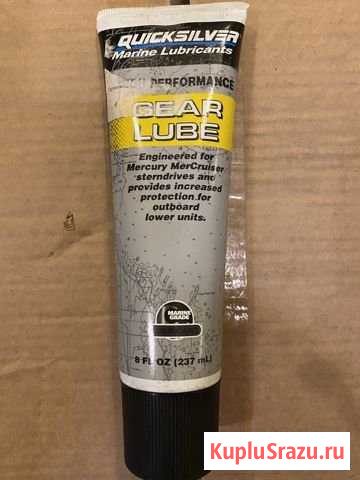 QUICKSILVER
Marine Lubricants
HIGH PERFORMANCE
GEAR
LUBE
Engineered for
Mercury MerCruiser
sterndrives and
provides increased
protection for
outboard
lower units.
MARINE
GRADE
8 FL OZ (237 mL)
KupluSrazu.ru